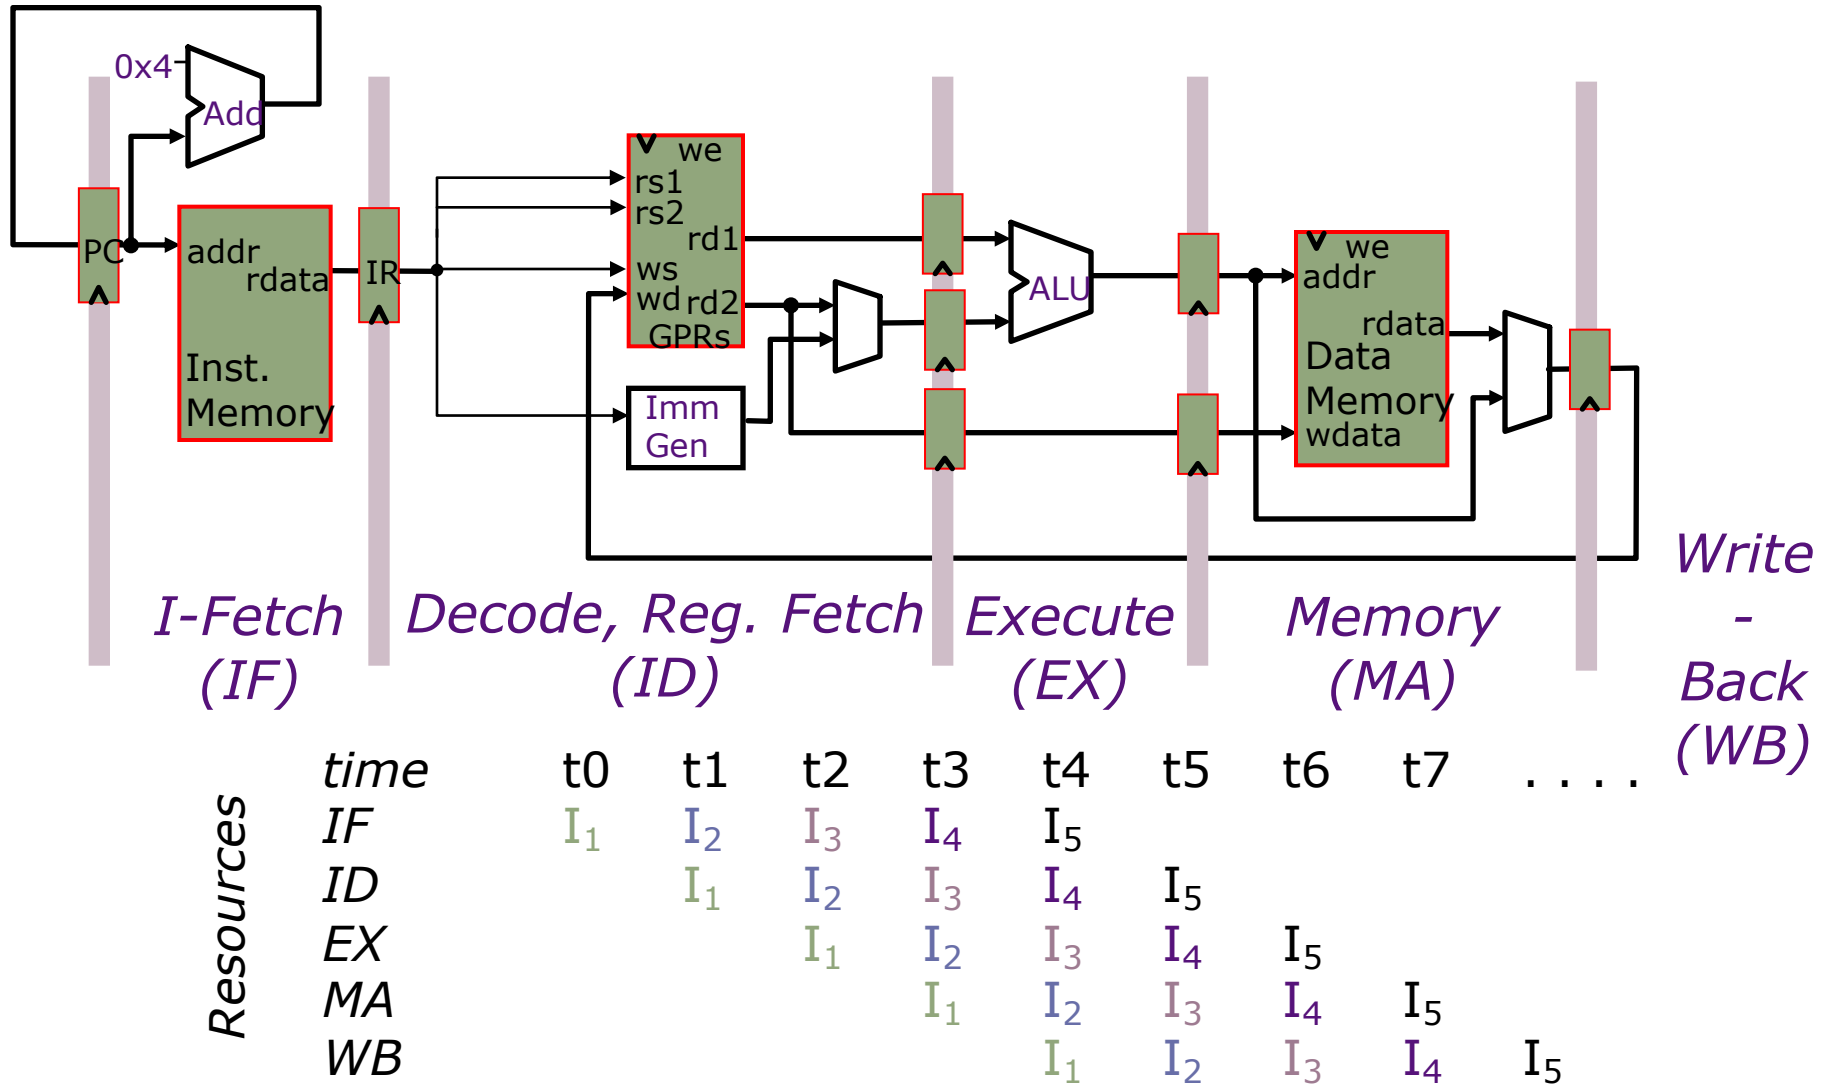 0x4
Add
PC
addr
rdata
Inst.
Memory
IR
we
rs1
rs2
rd1
ws
wd
rd2
GPRs
Imm
Gen
ALU
we
addr
rdata
Data
Memory
wdata
I-Fetch
(IF)
Decode, Reg. Fetch
(ID)
Execute
(EX)
Memory
(MA)
Write
-
Back
(WB)
Resources
time t0 t1 t2 t3 t4 t5 t6 t7 . . . .
IF I1 I2 I3 I4 I5
ID I1 I2 I3 I4 I5
EX I1 I2 I3 I4 I5
MA I1 I2 I3 I4 I5
WB I1 I2 I3 I4 I5